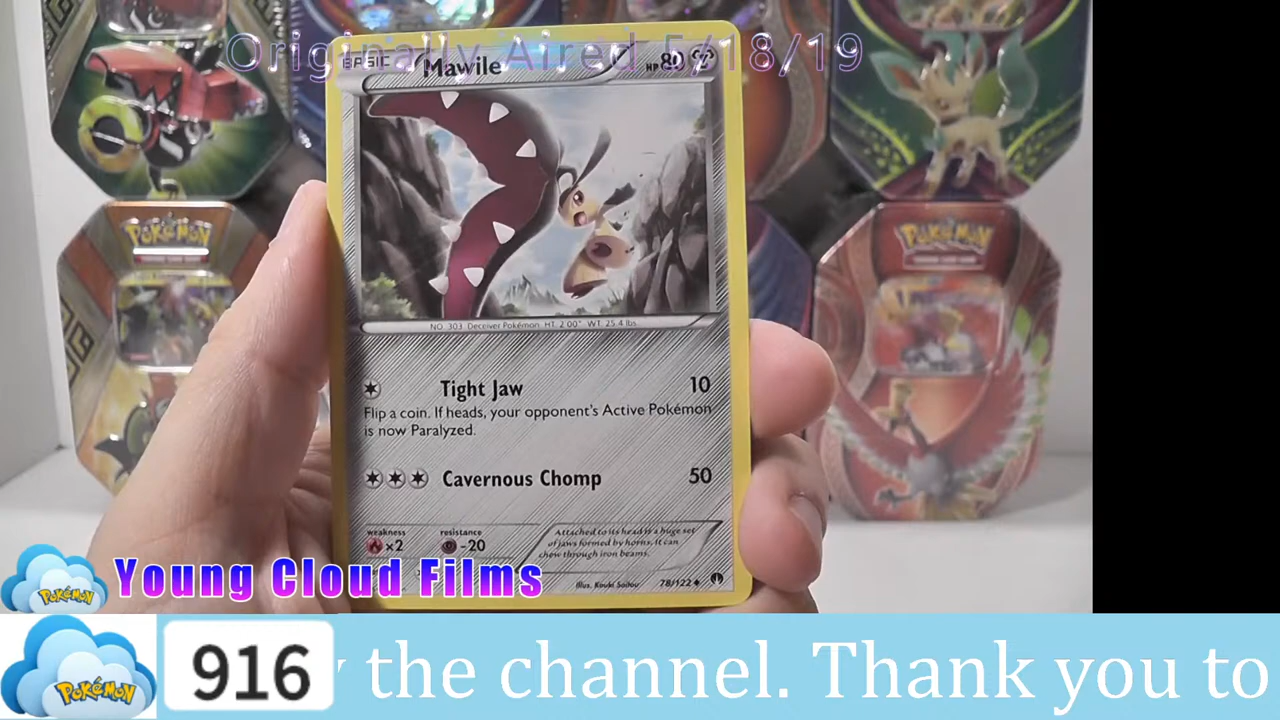 Originally Aired 5/18/19
BASIC Mawile HP 80
POKÉMON
POKÉMON
NO. 303 Deceiver Pokémon HT. 2'00" WT. 25.4 lbs.
Tight Jaw 10
Flip a coin. If heads, your opponent's Active Pokémon
is now Paralyzed.
Cavernous Chomp 50
weakness resistance
×2 -20
Attached to its head is a huge set
of jaws formed by horns. It can
chew through iron beams.
Illus. Kouki Saitou 78/122
Pokémon
Young Cloud Films
Pokémon
916
the channel. Thank you to